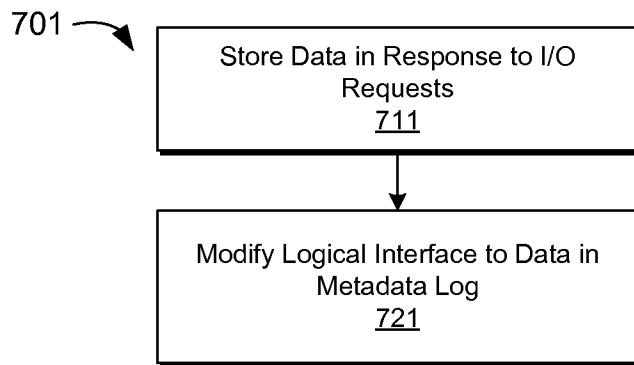 701
Store Data in Response to I/O
Requests
711
Modify Logical Interface to Data in
Metadata Log
721